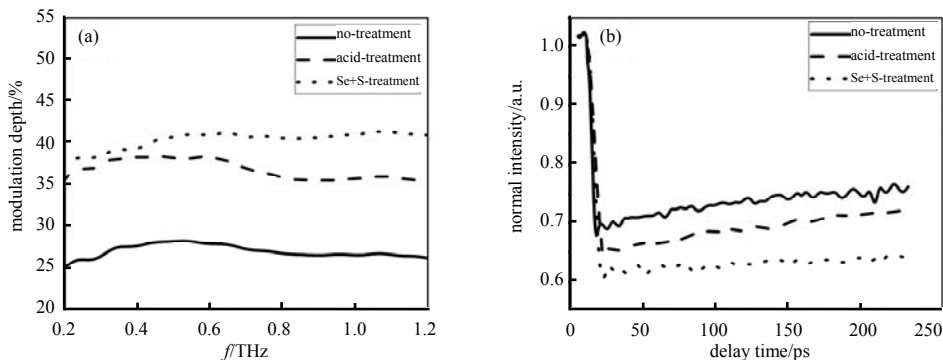 55
50
45
40
35
30
25
20
modulation depth/%
(a)
no-treatment
acid-treatment
Se+S-treatment
0.2
0.4
0.6
0.8
1.0
1.2
f/THz
1.0
0.9
0.8
0.7
0.6
normal intensity/a.u.
(b)
no-treatment
acid-treatment
Se+S-treatment
0
50
100
150
200
250
delay time/ps